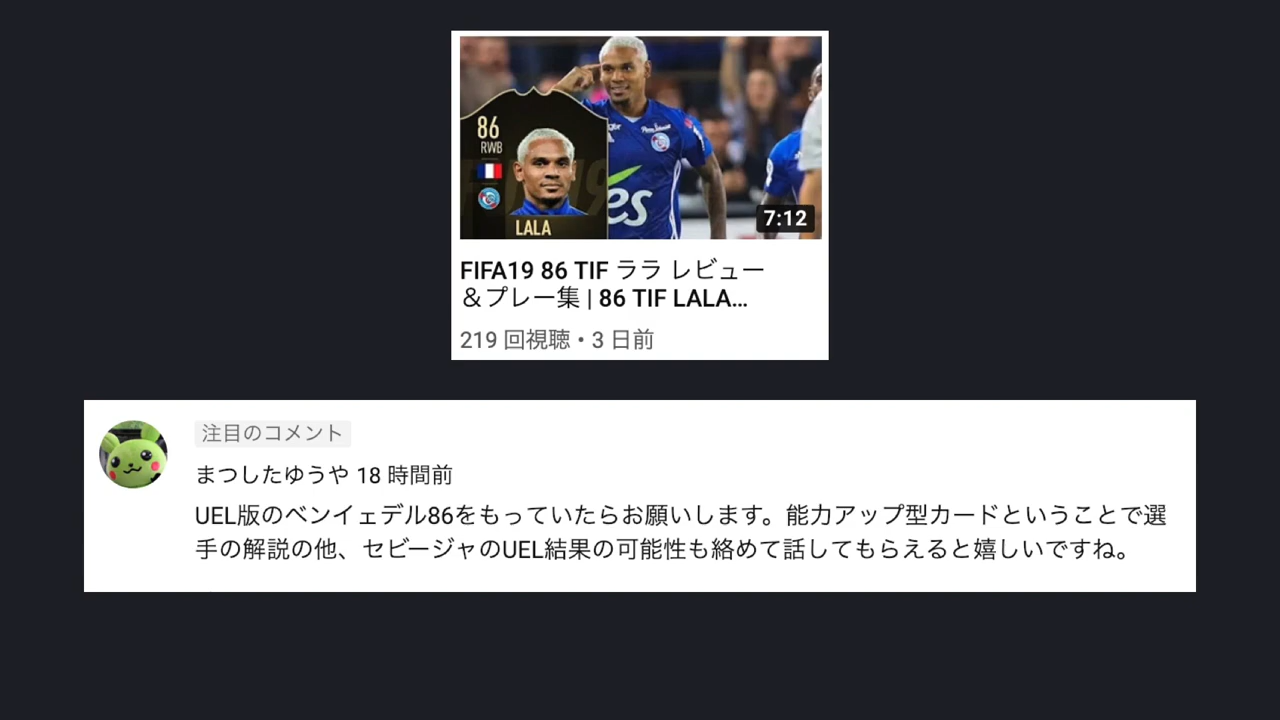 86
RWB
LALA
es
7:12
FIFA19 86 TIF ララ レビュー
＆プレー集 | 86 TIF LALA...
219 回視聴・3 日前
注目のコメント
まつしたゆうや 18 時間前
UEL版のベンイェデル86をもっていたらお願いします。能力アップ型カードということで選
手の解説の他、セビージャのUEL結果の可能性も絡めて話してもらえると嬉しいですね。